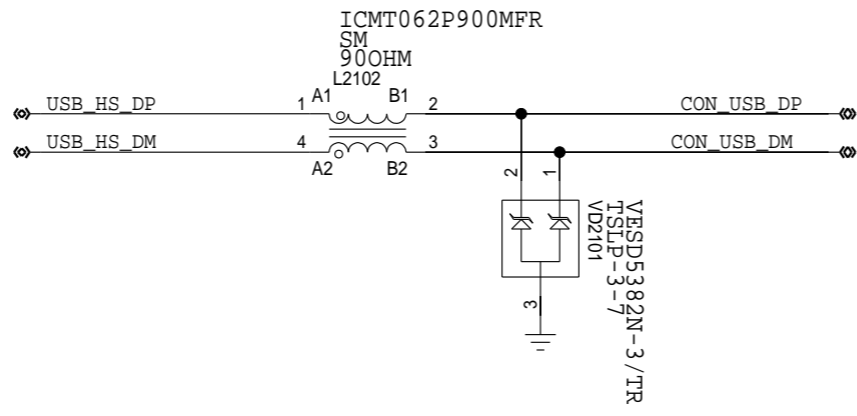 ICMT062P900MFR
SM
90OHM
L2102
USB_HS_DP 1 A1 B1 2 CON_USB_DP
USB_HS_DM 4 3 CON_USB_DM
A2 B2
2 1
VESD5382N-3/TR
TSLP-3-7
VD2101
3